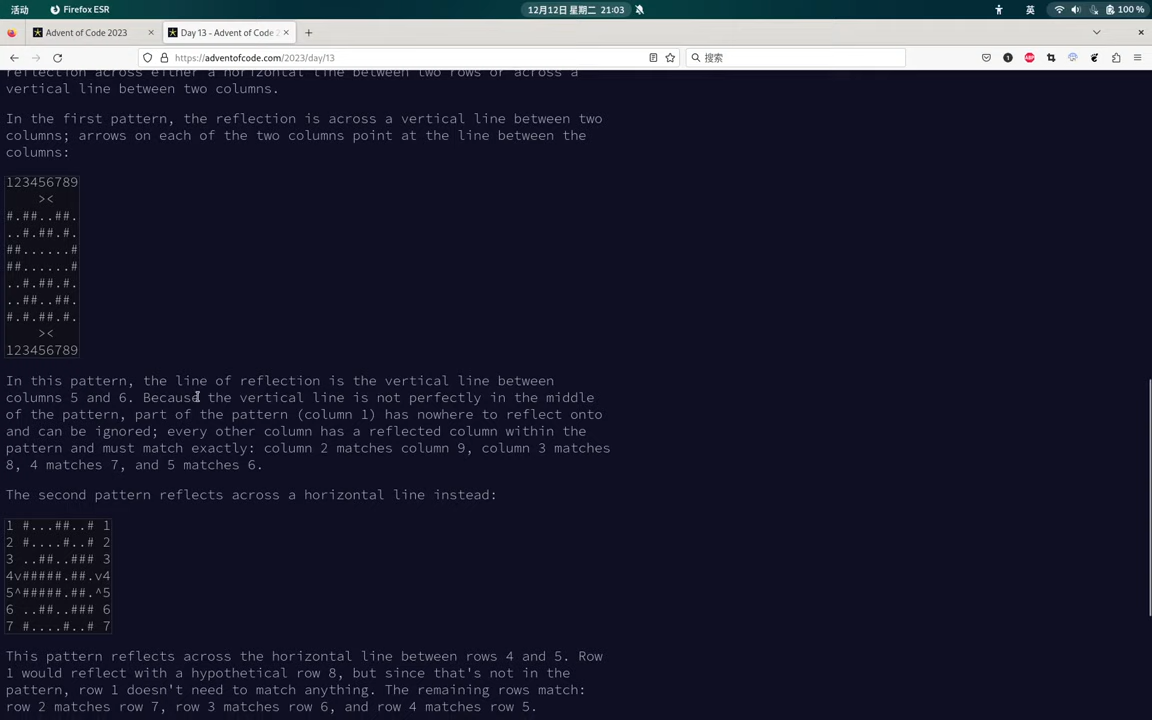 活动 Firefox ESR 12月12日 星期二 21:03 英 100 %
Advent of Code 2023 × Day 13 - Advent of Code 2 × +
https://adventofcode.com/2023/day/13 搜索
reflection across either a horizontal line between two rows or across a
vertical line between two columns.
In the first pattern, the reflection is across a vertical line between two
columns; arrows on each of the two columns point at the line between the
columns:
123456789
><
#.##..##.
..#.##.#.
##......#
##......#
..#.##.#.
..##..##.
#.#.##.#.
><
123456789
In this pattern, the line of reflection is the vertical line between
columns 5 and 6. Because the vertical line is not perfectly in the middle
of the pattern, part of the pattern (column 1) has nowhere to reflect onto
and can be ignored; every other column has a reflected column within the
pattern and must match exactly: column 2 matches column 9, column 3 matches
8, 4 matches 7, and 5 matches 6.
The second pattern reflects across a horizontal line instead:
1 #...##..# 1
2 #....#..# 2
3 ..##..### 3
4v#####.##.v4
5^#####.##.^5
6 ..##..### 6
7 #....#..# 7
This pattern reflects across the horizontal line between rows 4 and 5. Row
1 would reflect with a hypothetical row 8, but since that's not in the
pattern, row 1 doesn't need to match anything. The remaining rows match:
row 2 matches row 7, row 3 matches row 6, and row 4 matches row 5.